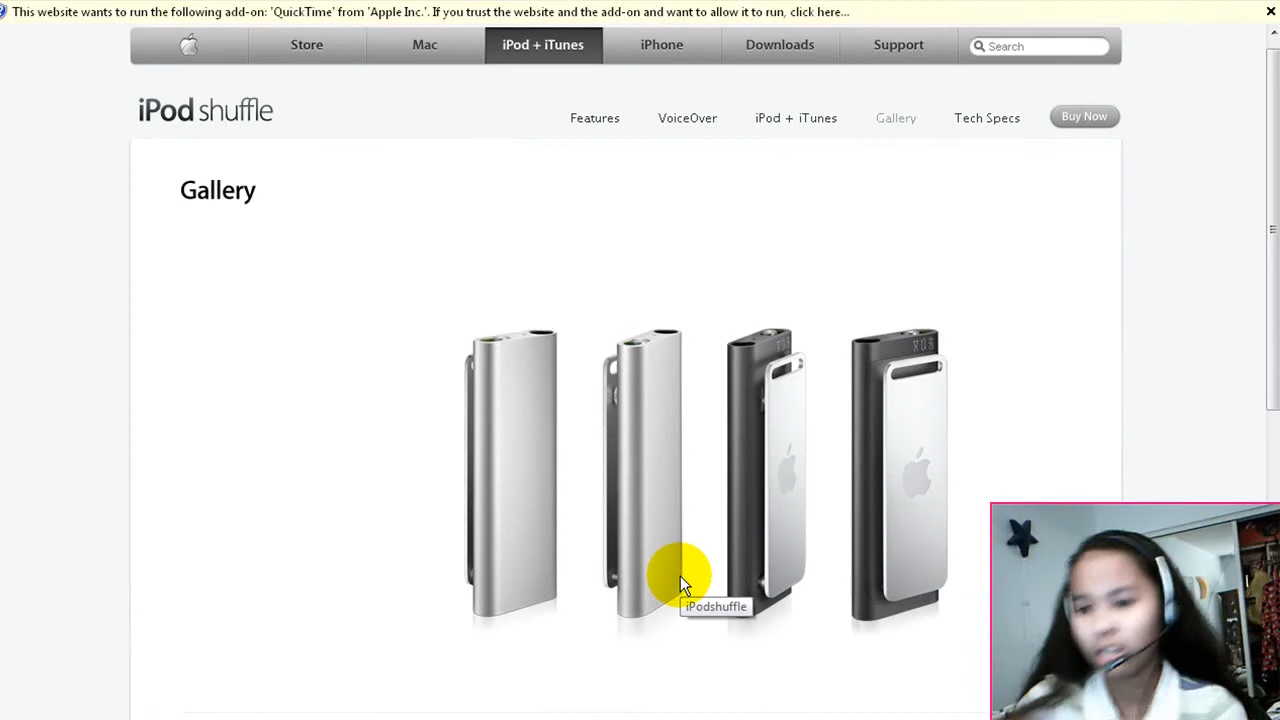 This website wants to run the following add-on: 'QuickTime' from 'Apple Inc.'. If you trust the website and the add-on and want to allow it to run, click here...
Store
Mac
iPod + iTunes
iPhone
Downloads
Support
Search
iPod shuffle
Features
VoiceOver
iPod + iTunes
Gallery
Tech Specs
Buy Now
Gallery
iPodshuffle